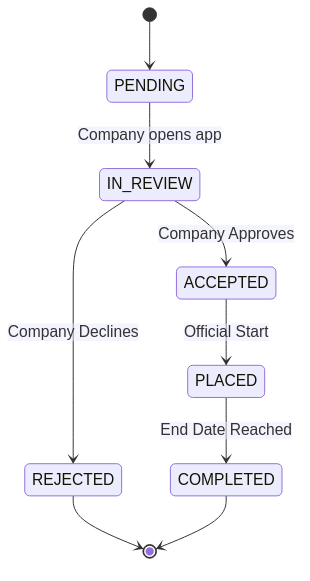 PENDING
Company opens app
IN_REVIEW
Company Approves
ACCEPTED
Company Declines
Official Start
PLACED
End Date Reached
REJECTED
COMPLETED